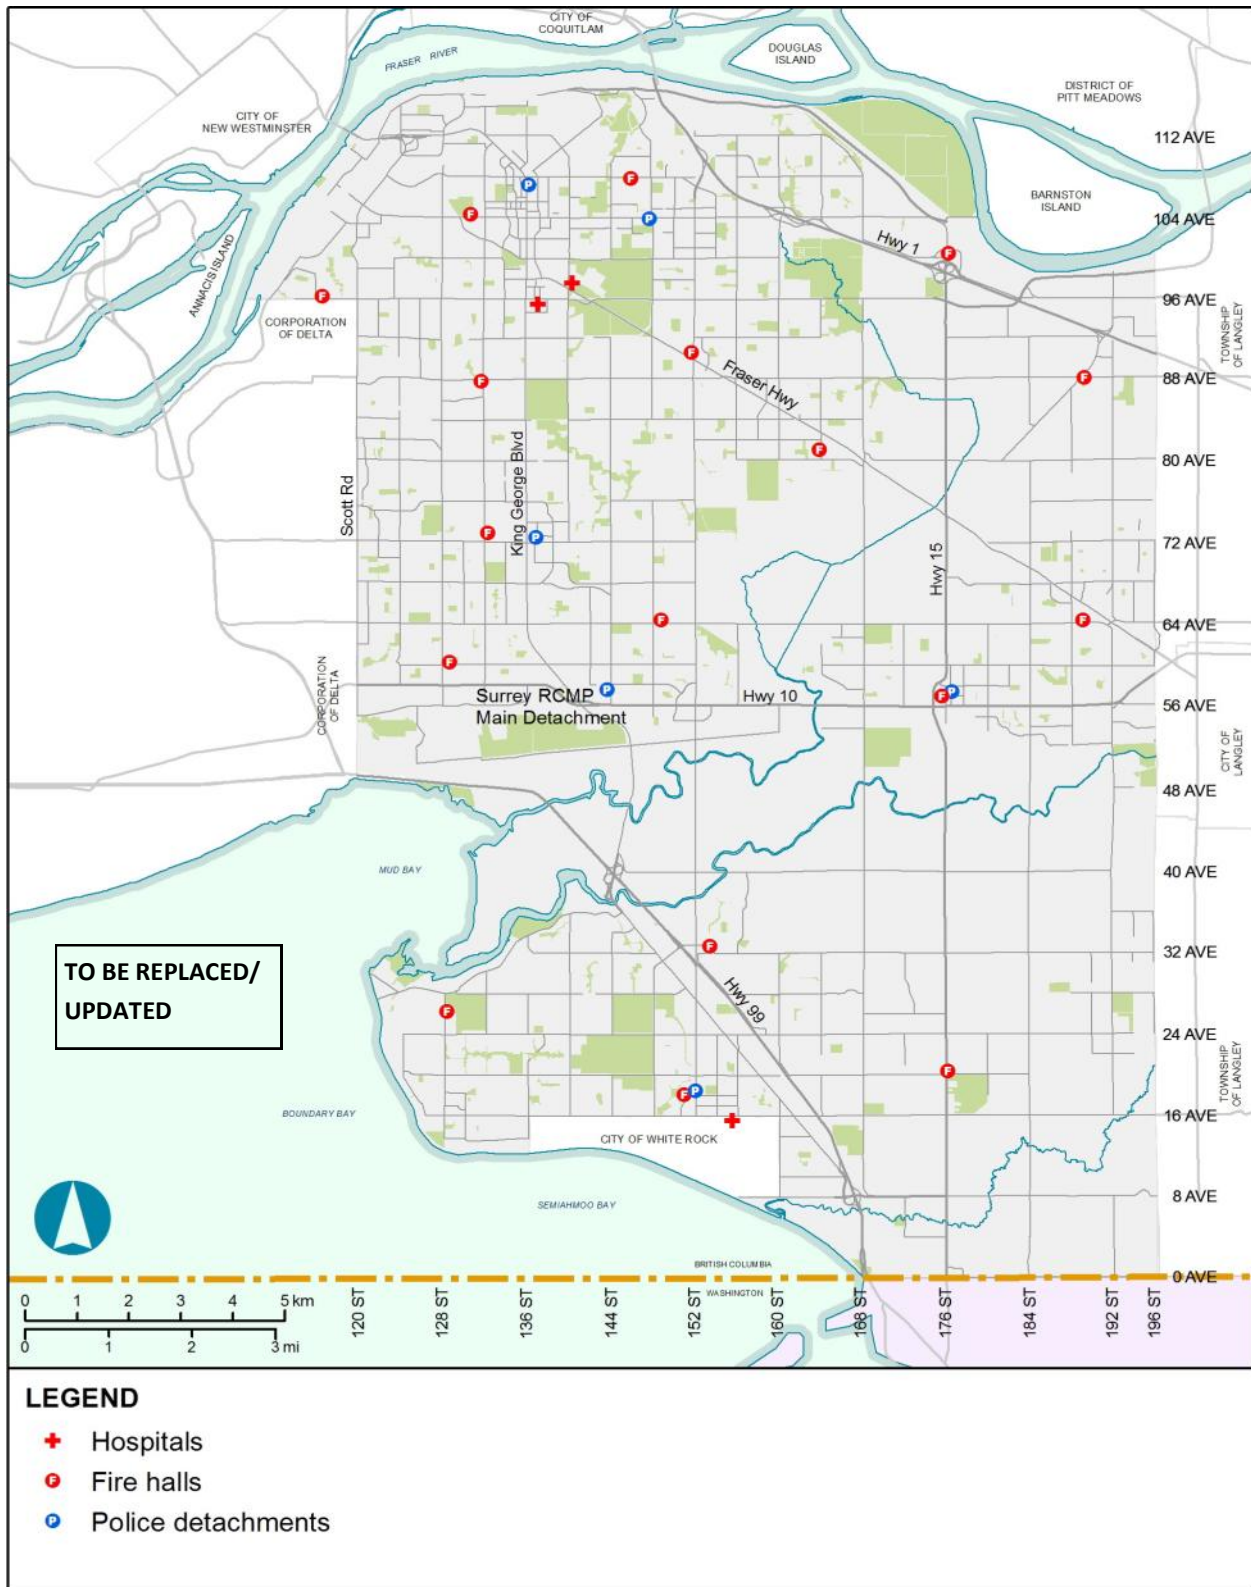 CITY OF
COQUITLAM
DOUGLAS
ISLAND
FRASER RIVER
DISTRICT OF
PITT MEADOWS
CITY OF
NEW WESTMINSTER
112 AVE
P
F
BARNSTON
ISLAND
F
P
104 AVE
Hwy 1
F
ANNACIS ISLAND
F
96 AVE
CORPORATION
OF DELTA
TOWNSHIP
OF LANGLEY
F
Fraser Hwy
F
F
88 AVE
King George Blvd
F
80 AVE
Scott Rd
F
P
72 AVE
Hwy 15
F
F
64 AVE
F
CORPORATION
OF DELTA
P
Surrey RCMP
Main Detachment
Hwy 10
F
P
56 AVE
CITY OF
LANGLEY
48 AVE
MUD BAY
40 AVE
TO BE REPLACED/
UPDATED
F
32 AVE
Hwy 99
F
24 AVE
TOWNSHIP
OF LANGLEY
F
F
P
BOUNDARY BAY
16 AVE
CITY OF WHITE ROCK
SEMIAHMOO BAY
8 AVE
BRITISH COLUMBIA
0 AVE
WASHINGTON
0 1 2 3 4 5 km
0 1 2 3 mi
120 ST
128 ST
136 ST
144 ST
152 ST
160 ST
168 ST
176 ST
184 ST
192 ST
196 ST
LEGEND
Hospitals
F Fire halls
P Police detachments